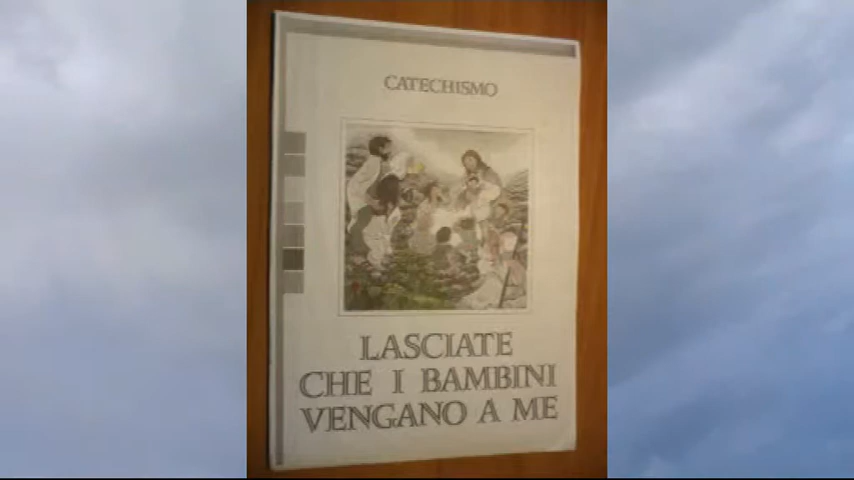 CATECHISMO
LASCIATE
CHE I BAMBINI
VENGANO A ME